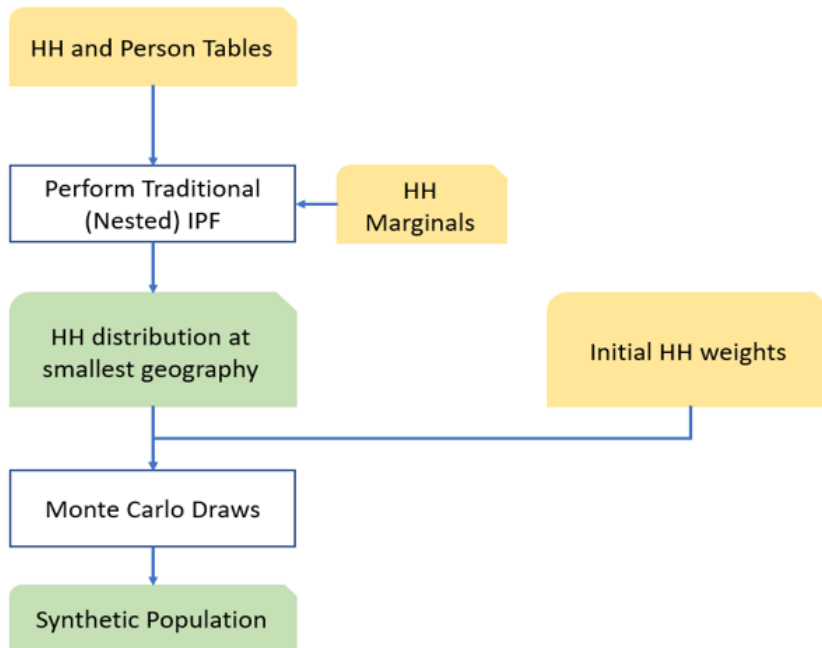 HH and Person Tables
Perform Traditional
(Nested) IPF
HH
Marginals
HH distribution at
smallest geography
Initial HH weights
Monte Carlo Draws
Synthetic Population